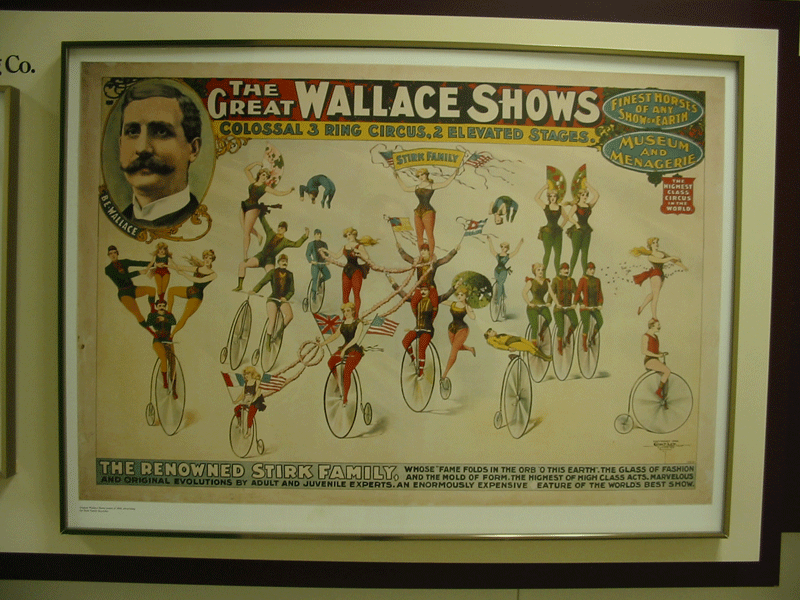 Co.
THE GREAT WALLACE SHOWS
COLOSSAL 3 RING CIRCUS, 2 ELEVATED STAGES.
FINEST HORSES
OF ANY
SHOW ON EARTH
MUSEUM
AND
MENAGERIE
THE
HIGHEST
CLASS
CIRCUS
IN THE
WORLD
B.E. WALLACE
STIRK FAMILY
THE RENOWNED STIRK FAMILY, WHOSE "FAME FOLDS IN THE ORB O THIS EARTH". THE GLASS OF FASHION
AND THE MOLD OF FORM. THE HIGHEST OF HIGH CLASS ACTS. MARVELOUS
AND ORIGINAL EVOLUTIONS BY ADULT AND JUVENILE EXPERTS. AN ENORMOUSLY EXPENSIVE EATURE OF THE WORLD'S BEST SHOW.